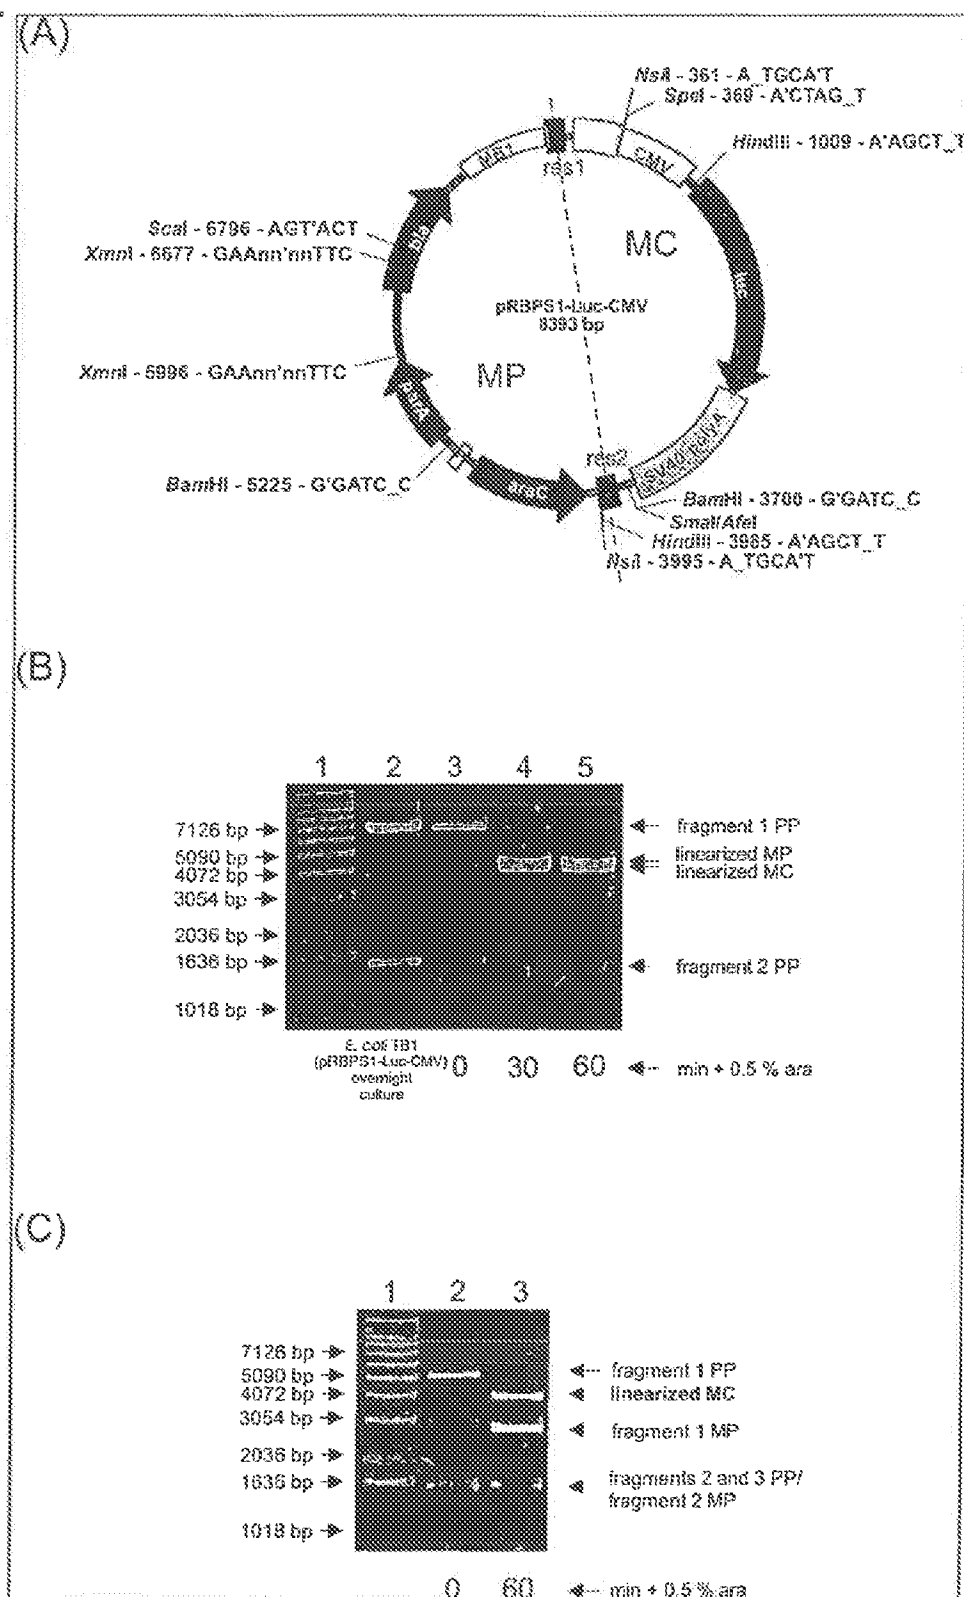 (A)
NsiI - 361 - A_TGCA'T
SpeI - 369 - A'CTAG_T
HindIII - 1009 - A'AGCT_T
res1
CMV
ScaI - 6796 - AGT'ACT
XmnI - 6677 - GAAnn'nnTTC
bla
MC
luc
pRBPS1-Luc-CMV
8393 bp
MP
XmnI - 5996 - GAAnn'nnTTC
parA
res2
SV40 polyA
BamHI - 5225 - G'GATC_C
araC
BamHI - 3700 - G'GATC_C
SmaI/AfeI
HindIII - 3985 - A'AGCT_T
NsiI - 3995 - A_TGCA'T
(B)
1 2 3 4 5
7126 bp
5090 bp
4072 bp
3054 bp
2036 bp
1636 bp
1018 bp
fragment 1 PP
linearized MP
linearized MC
fragment 2 PP
E. coli TB1
(pRBPS1-Luc-CMV)
overnight
culture
0 30 60 min + 0.5 % ara
(C)
1 2 3
7126 bp
5090 bp
4072 bp
3054 bp
2036 bp
1636 bp
1018 bp
fragment 1 PP
linearized MC
fragment 1 MP
fragments 2 and 3 PP/
fragment 2 MP
0 60 min + 0.5 % ara